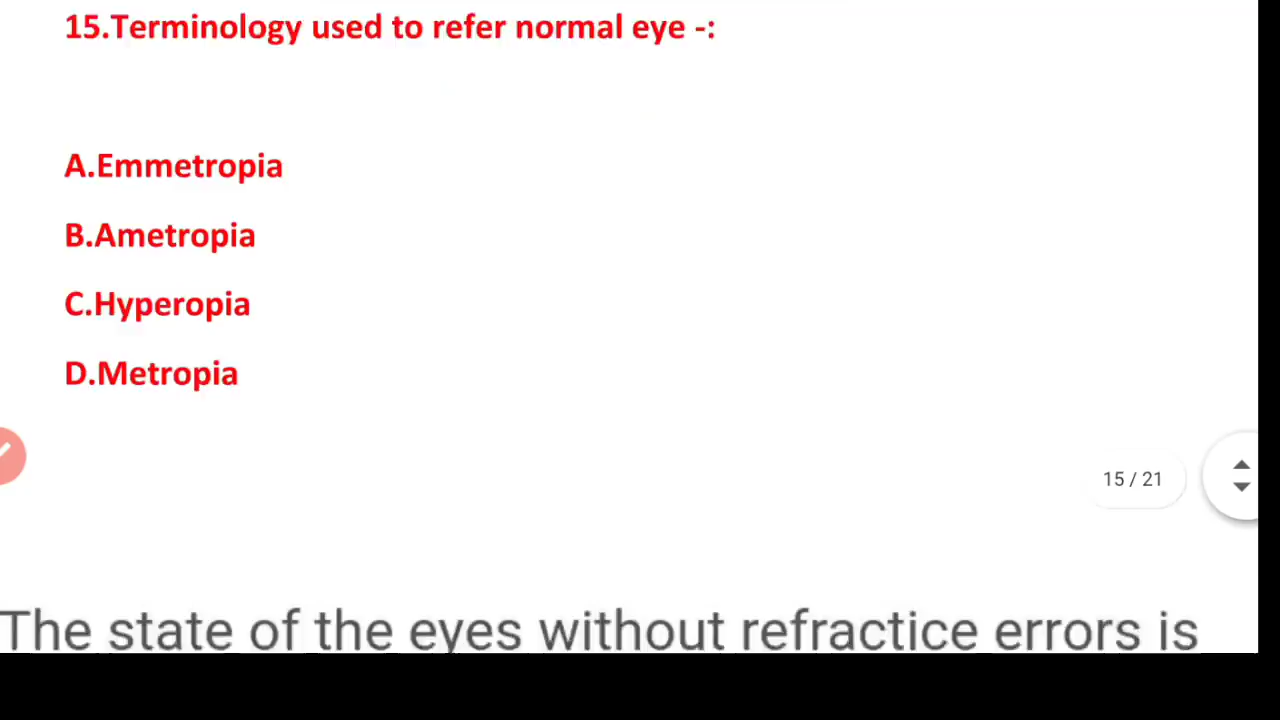 15.Terminology used to refer normal eye -:
A.Emmetropia
B.Ametropia
C.Hyperopia
D.Metropia
15 / 21
The state of the eyes without refractice errors is